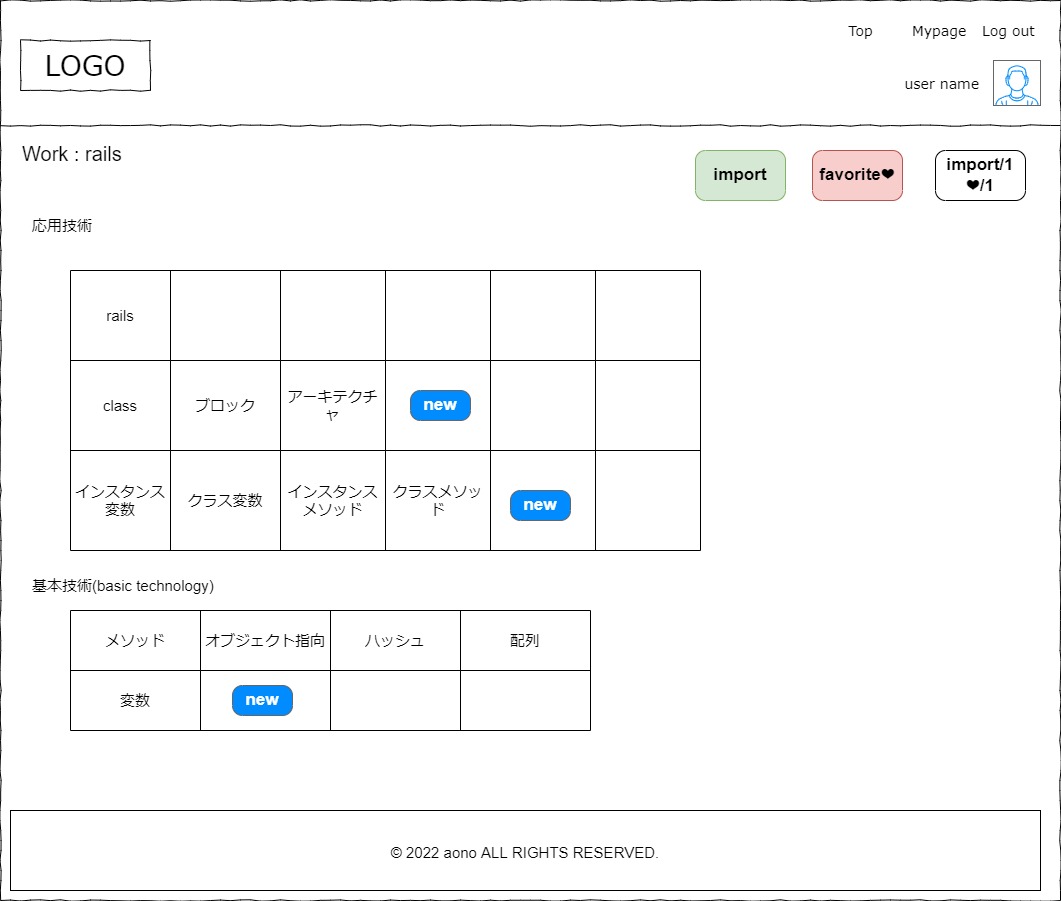 Top Mypage Log out
LOGO
user name
Work : rails
import
favorite❤
import/1
❤/1
応用技術
rails
class
ブロック
アーキテクチ
ャ
new
インスタンス
変数
クラス変数
インスタンス
メソッド
クラスメソッ
ド
new
基本技術(basic technology)
メソッド
オブジェクト指向
ハッシュ
配列
変数
new
© 2022 aono ALL RIGHTS RESERVED.